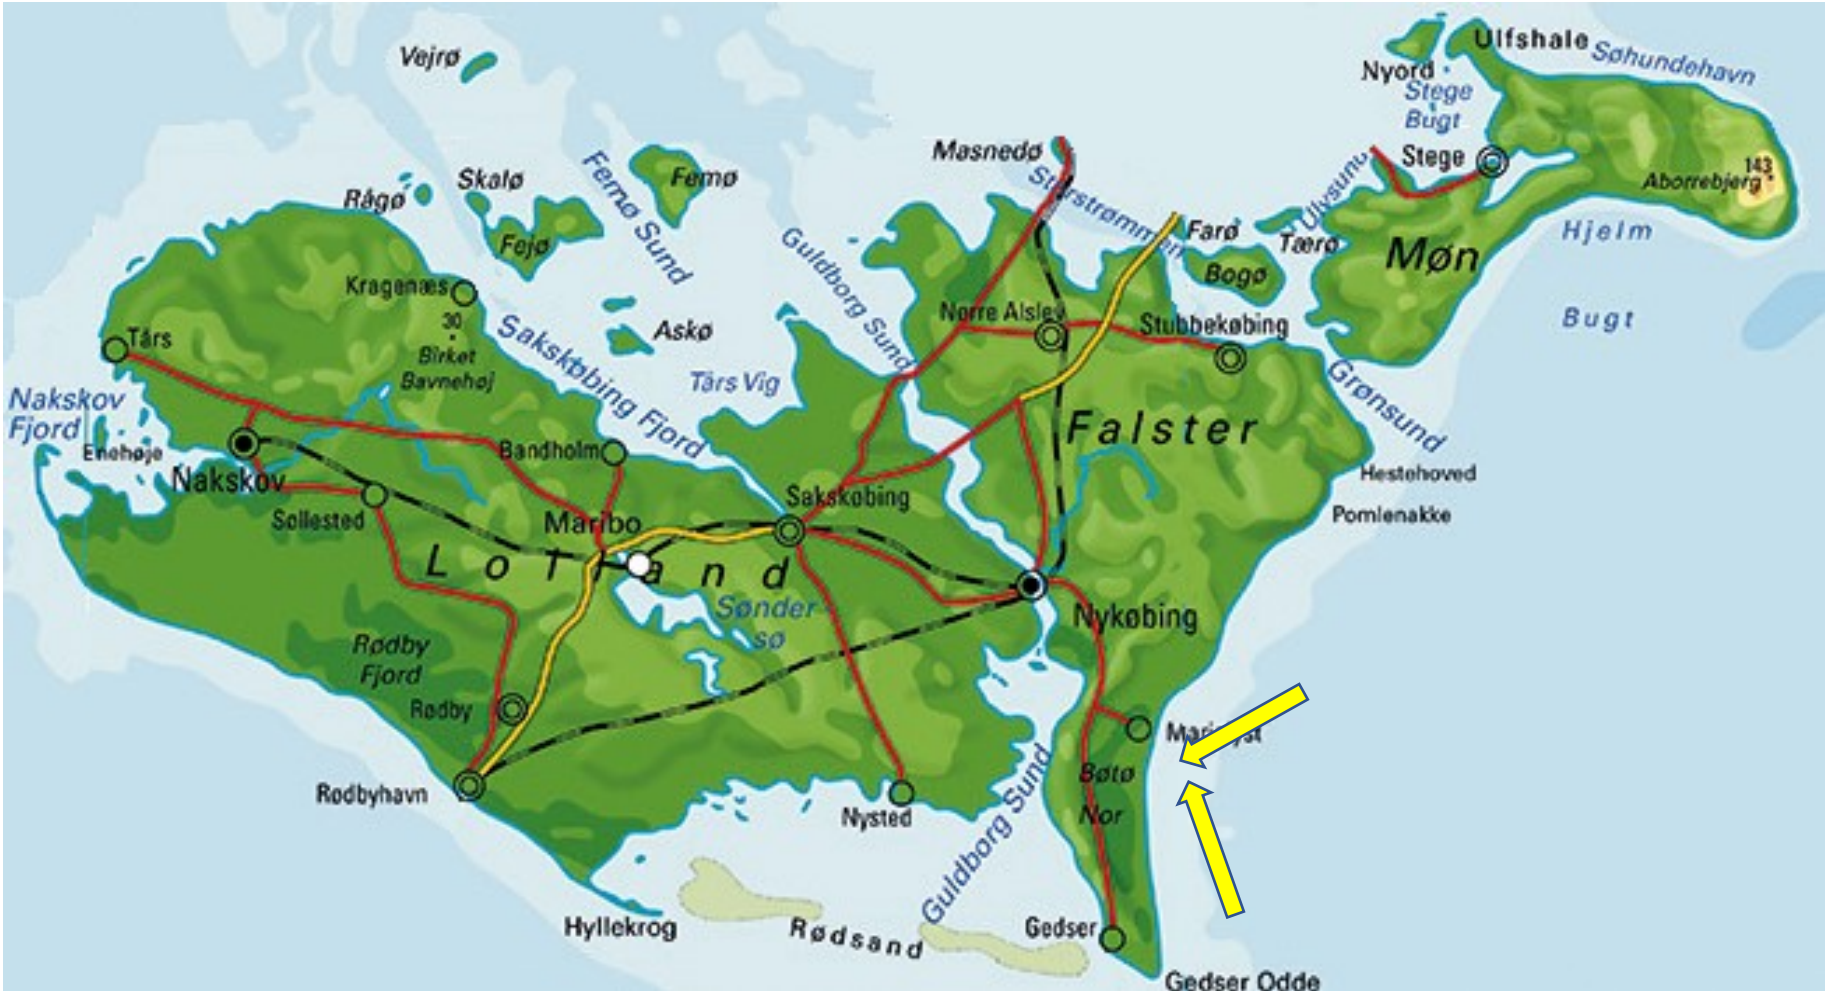 Vejrø
Ulfshale
Søhundehavn
Nyord
Stege
Bugt
Masnedø
Stege
Storstrømmen
Ulvsund
143
Aborrebjerg
Skalø
Femø
Rågø
Fejø
Femø Sund
Guldborg Sund
Farø
Tærø
Hjelm
Møn
Bogø
Kragenæs
30
Birket
Bavnehøj
Askø
Nørre Alslev
Stubbekøbing
Bugt
Tårs
Sakskøbing Fjord
Tårs Vig
Grønsund
Nakskov
Fjord
Falster
Enehøje
Bandholm
Hestehoved
Nakskov
Sakskøbing
Søllested
Maribo
Pomlenakke
Lolland
Sønder
sø
Nykøbing
Rødby
Fjord
Rødby
Bøtø
Nor
Rødbyhavn
Nysted
Guldborg Sund
Hyllekrog
Rødsand
Gedser
Gedser Odde